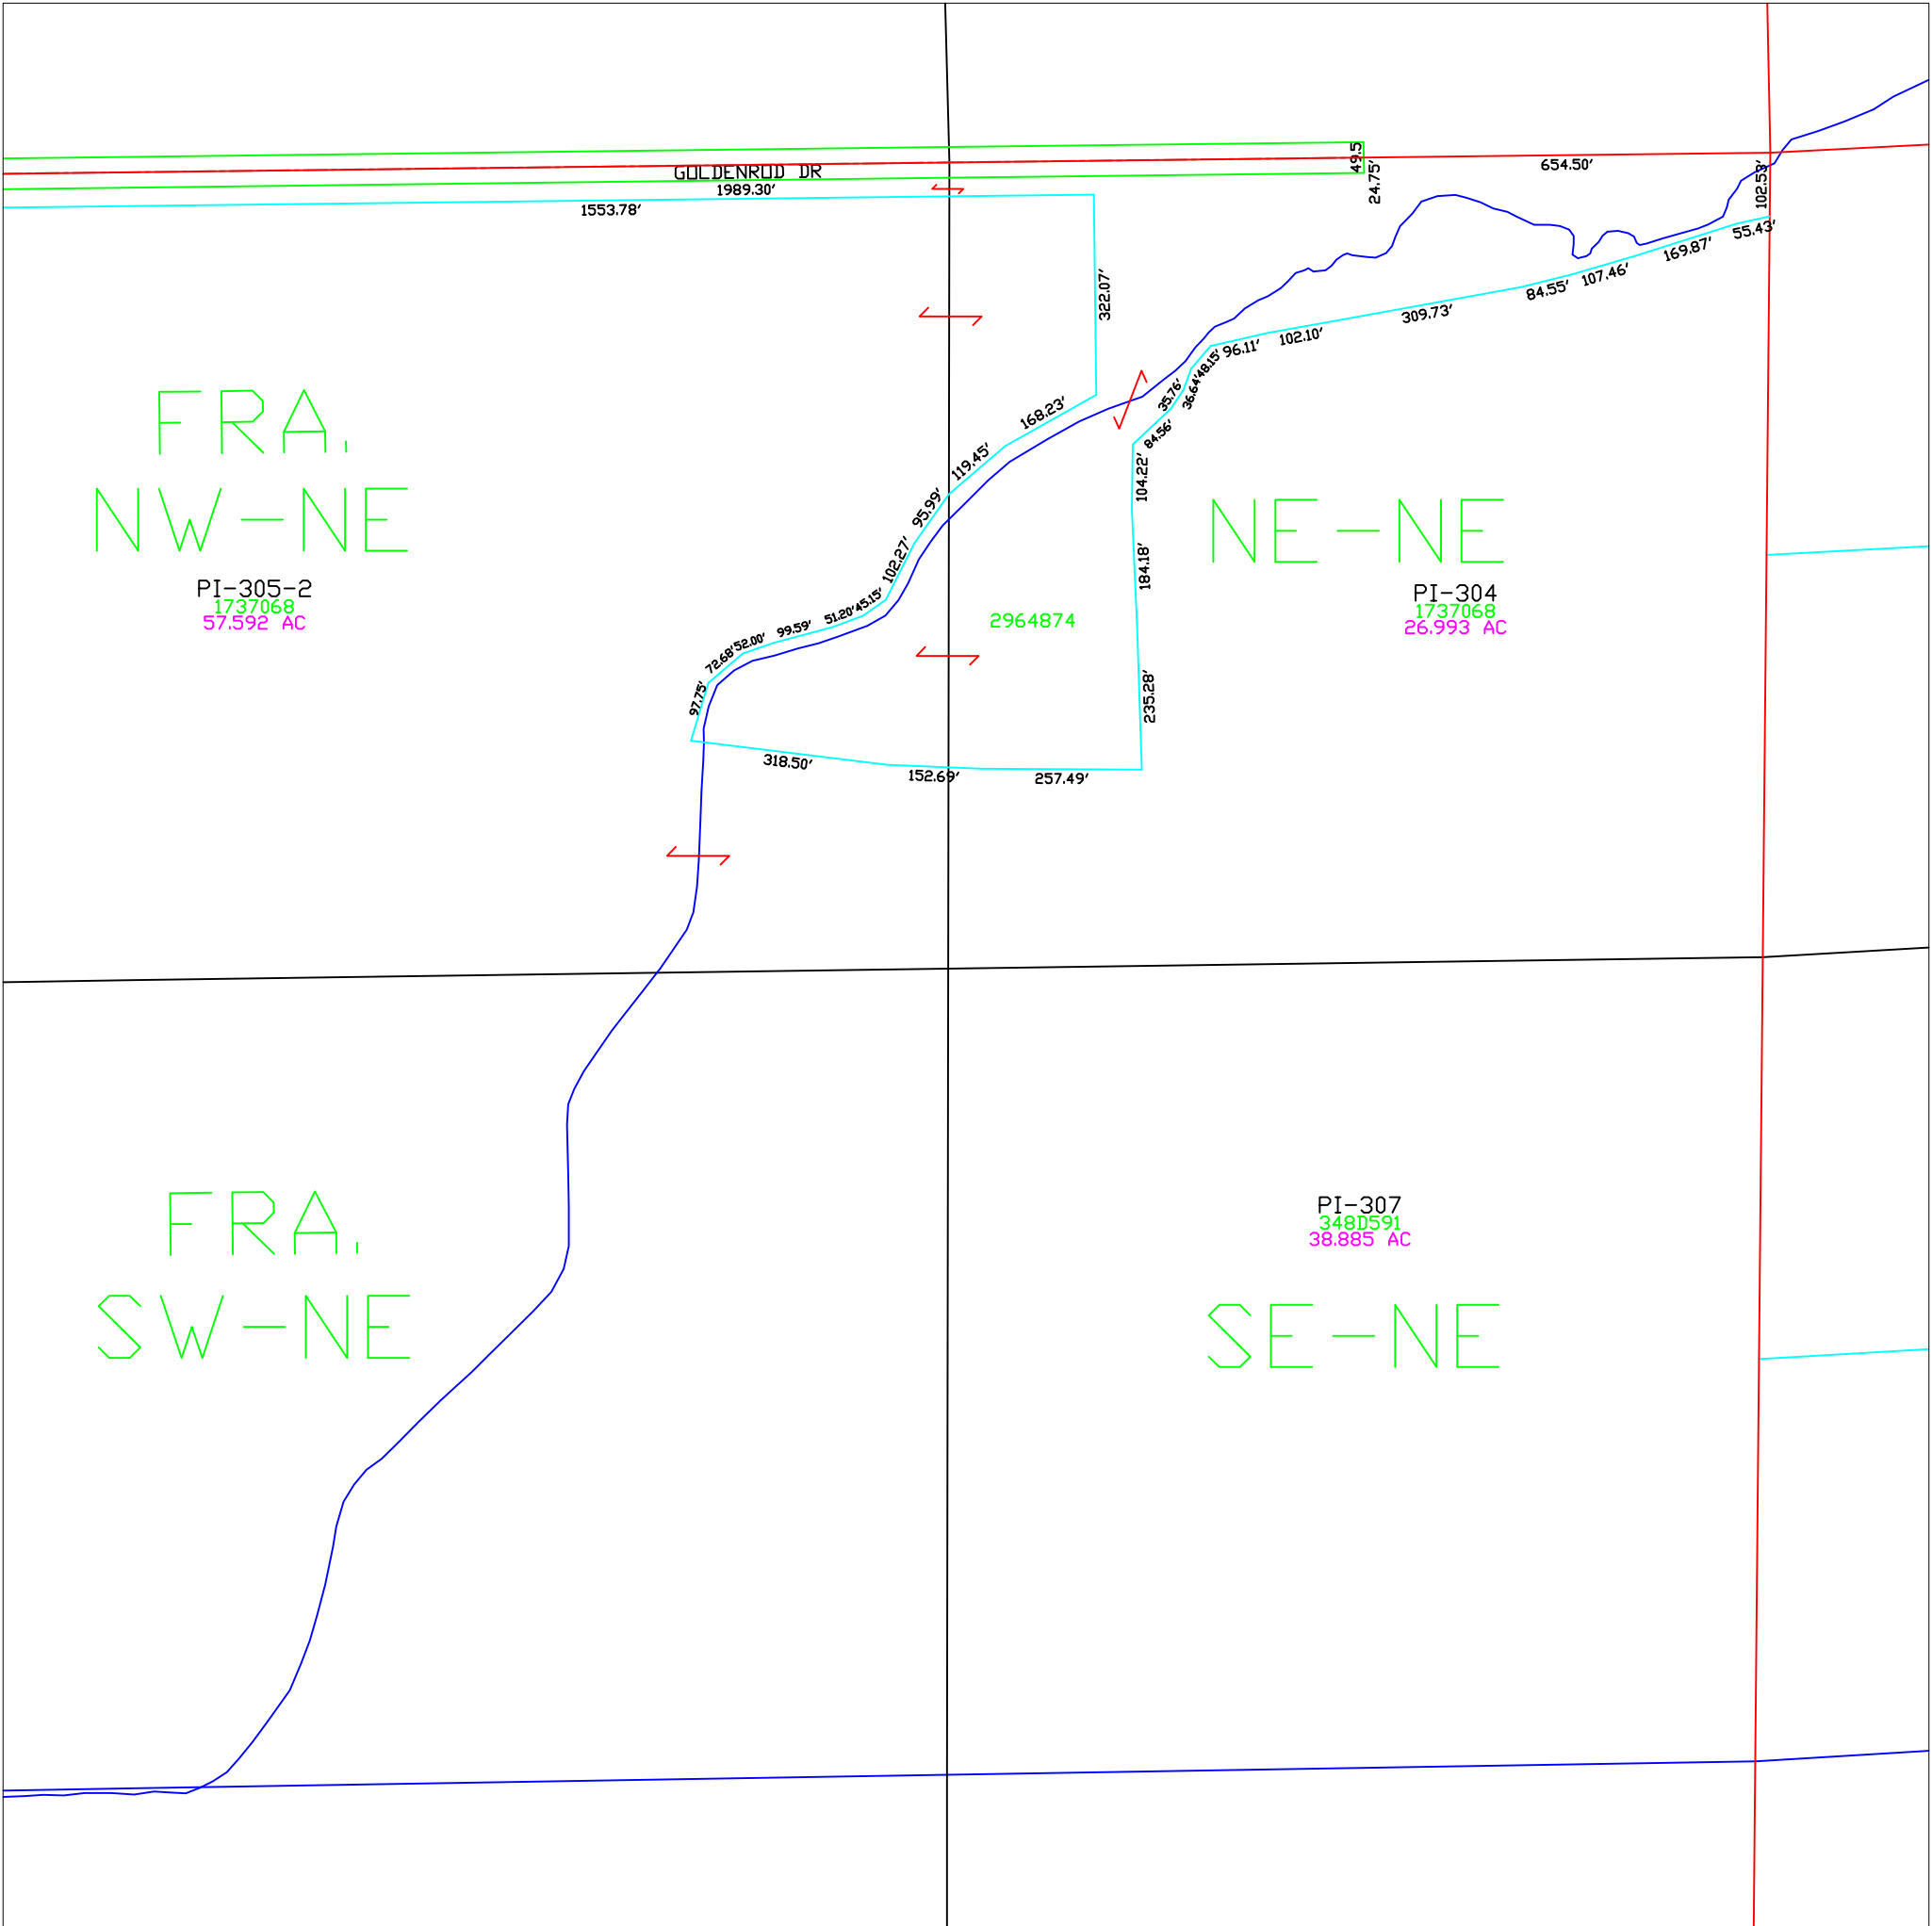 GOLDENROD DR
1989.30'
1553.78'
49.5
24.75'
654.50'
102.53'
55.43'
169.87'
107.46'
84.55'
309.73'
102.10'
96.11'
48.15'
36.64'
35.76'
84.56'
322.07'
168.23'
119.45'
95.99'
102.27'
45.15'
51.20'
99.59'
52.00'
72.68'
97.75'
104.22'
184.18'
235.28'
318.50'
152.69'
257.49'
FRA.
NW-NE
PI-305-2
1737068
57.592 AC
2964874
NE-NE
PI-304
1737068
26.993 AC
FRA.
SW-NE
PI-307
348D591
38.885 AC
SE-NE